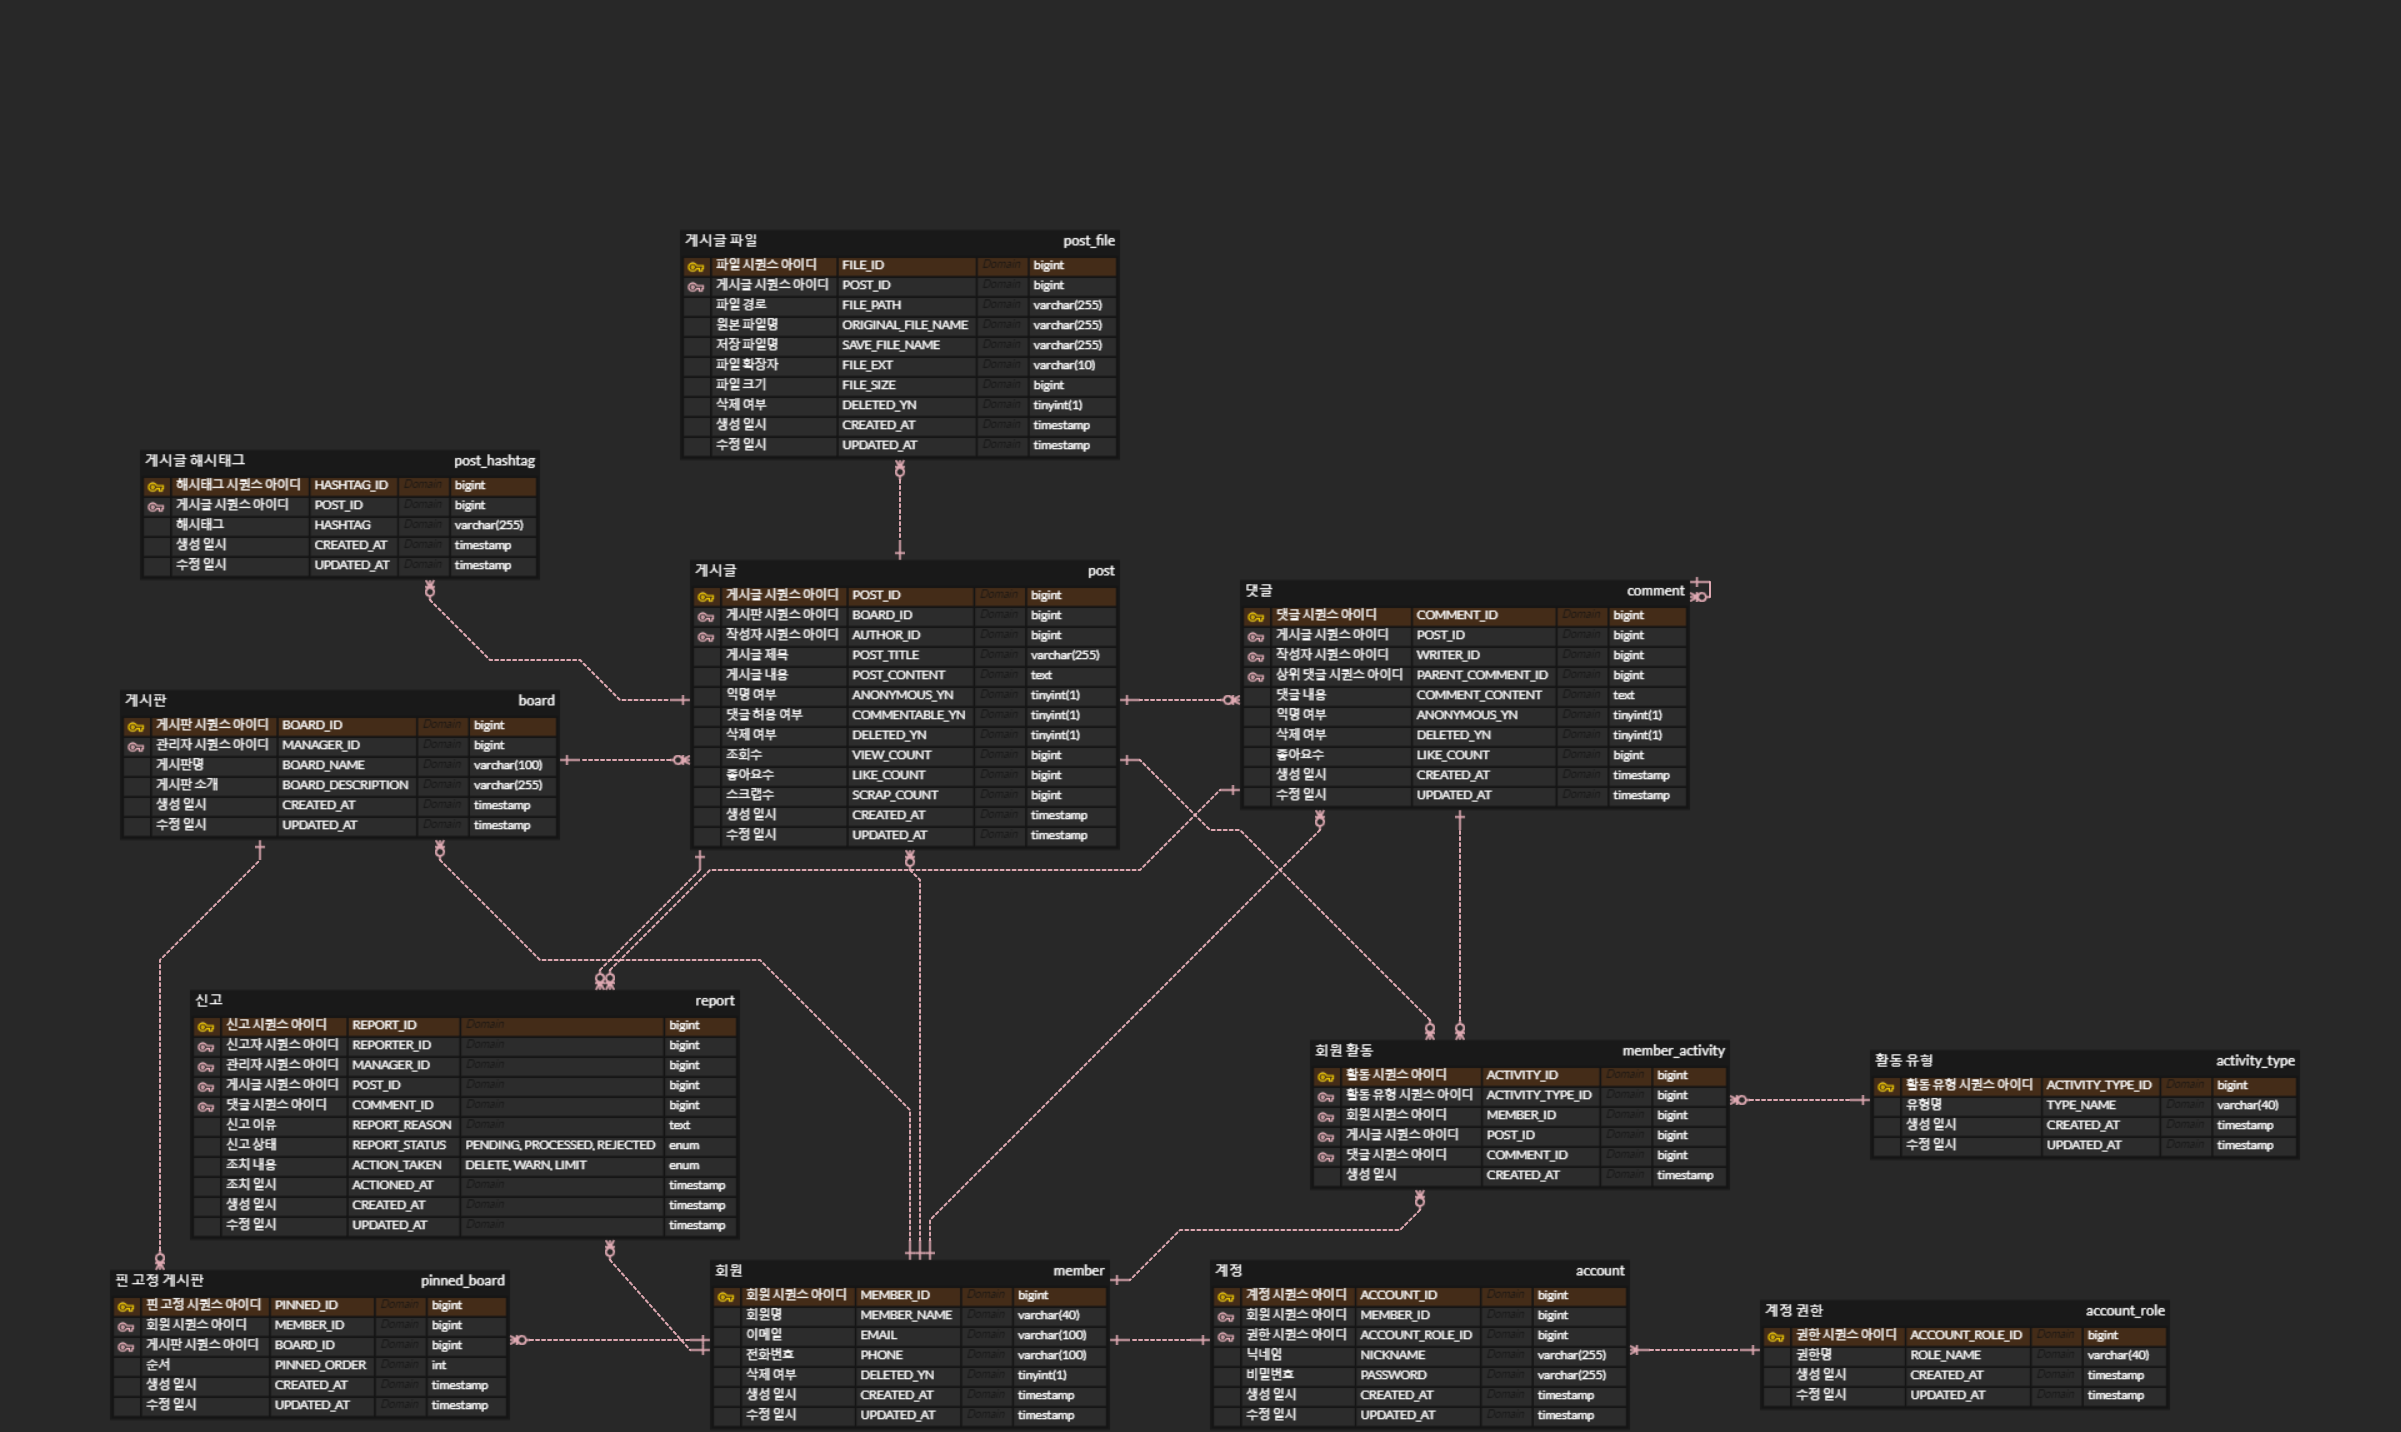 게시글 파일 post_file
파일 시퀀스 아이디 FILE_ID Domain bigint
게시글 시퀀스 아이디 POST_ID Domain bigint
파일 경로 FILE_PATH Domain varchar(255)
원본 파일명 ORIGINAL_FILE_NAME Domain varchar(255)
저장 파일명 SAVE_FILE_NAME Domain varchar(255)
파일 확장자 FILE_EXT Domain varchar(10)
파일 크기 FILE_SIZE Domain bigint
삭제 여부 DELETED_YN Domain tinyint(1)
생성 일시 CREATED_AT Domain timestamp
수정 일시 UPDATED_AT Domain timestamp
게시글 해시태그 post_hashtag
해시태그 시퀀스 아이디 HASHTAG_ID Domain bigint
게시글 시퀀스 아이디 POST_ID Domain bigint
해시태그 HASHTAG Domain varchar(255)
생성 일시 CREATED_AT Domain timestamp
수정 일시 UPDATED_AT Domain timestamp
게시글 post
게시글 시퀀스 아이디 POST_ID Domain bigint
게시판 시퀀스 아이디 BOARD_ID Domain bigint
작성자 시퀀스 아이디 AUTHOR_ID Domain bigint
게시글 제목 POST_TITLE Domain varchar(255)
게시글 내용 POST_CONTENT Domain text
익명 여부 ANONYMOUS_YN Domain tinyint(1)
댓글 허용 여부 COMMENTABLE_YN Domain tinyint(1)
삭제 여부 DELETED_YN Domain tinyint(1)
조회수 VIEW_COUNT Domain bigint
좋아요수 LIKE_COUNT Domain bigint
스크랩수 SCRAP_COUNT Domain bigint
생성 일시 CREATED_AT Domain timestamp
수정 일시 UPDATED_AT Domain timestamp
댓글 comment
댓글 시퀀스 아이디 COMMENT_ID Domain bigint
게시글 시퀀스 아이디 POST_ID Domain bigint
작성자 시퀀스 아이디 WRITER_ID Domain bigint
상위 댓글 시퀀스 아이디 PARENT_COMMENT_ID Domain bigint
댓글 내용 COMMENT_CONTENT Domain text
익명 여부 ANONYMOUS_YN Domain tinyint(1)
삭제 여부 DELETED_YN Domain tinyint(1)
좋아요수 LIKE_COUNT Domain bigint
생성 일시 CREATED_AT Domain timestamp
수정 일시 UPDATED_AT Domain timestamp
게시판 board
게시판 시퀀스 아이디 BOARD_ID Domain bigint
관리자 시퀀스 아이디 MANAGER_ID Domain bigint
게시판명 BOARD_NAME Domain varchar(100)
게시판 소개 BOARD_DESCRIPTION Domain varchar(255)
생성 일시 CREATED_AT Domain timestamp
수정 일시 UPDATED_AT Domain timestamp
신고 report
신고 시퀀스 아이디 REPORT_ID Domain bigint
신고자 시퀀스 아이디 REPORTER_ID Domain bigint
관리자 시퀀스 아이디 MANAGER_ID Domain bigint
게시글 시퀀스 아이디 POST_ID Domain bigint
댓글 시퀀스 아이디 COMMENT_ID Domain bigint
신고 이유 REPORT_REASON Domain text
신고 상태 REPORT_STATUS PENDING, PROCESSED, REJECTED enum
조치 내용 ACTION_TAKEN DELETE, WARN, LIMIT enum
조치 일시 ACTIONED_AT Domain timestamp
생성 일시 CREATED_AT Domain timestamp
수정 일시 UPDATED_AT Domain timestamp
회원 활동 member_activity
활동 시퀀스 아이디 ACTIVITY_ID Domain bigint
활동 유형 시퀀스 아이디 ACTIVITY_TYPE_ID Domain bigint
회원 시퀀스 아이디 MEMBER_ID Domain bigint
게시글 시퀀스 아이디 POST_ID Domain bigint
댓글 시퀀스 아이디 COMMENT_ID Domain bigint
생성 일시 CREATED_AT Domain timestamp
활동 유형 activity_type
활동 유형 시퀀스 아이디 ACTIVITY_TYPE_ID Domain bigint
유형명 TYPE_NAME Domain varchar(40)
생성 일시 CREATED_AT Domain timestamp
수정 일시 UPDATED_AT Domain timestamp
핀 고정 게시판 pinned_board
핀 고정 시퀀스 아이디 PINNED_ID Domain bigint
회원 시퀀스 아이디 MEMBER_ID Domain bigint
게시판 시퀀스 아이디 BOARD_ID Domain bigint
순서 PINNED_ORDER Domain int
생성 일시 CREATED_AT Domain timestamp
수정 일시 UPDATED_AT Domain timestamp
회원 member
회원 시퀀스 아이디 MEMBER_ID Domain bigint
회원명 MEMBER_NAME Domain varchar(40)
이메일 EMAIL Domain varchar(100)
전화번호 PHONE Domain varchar(100)
삭제 여부 DELETED_YN Domain tinyint(1)
생성 일시 CREATED_AT Domain timestamp
수정 일시 UPDATED_AT Domain timestamp
계정 account
계정 시퀀스 아이디 ACCOUNT_ID Domain bigint
회원 시퀀스 아이디 MEMBER_ID Domain bigint
권한 시퀀스 아이디 ACCOUNT_ROLE_ID Domain bigint
닉네임 NICKNAME Domain varchar(255)
비밀번호 PASSWORD Domain varchar(255)
생성 일시 CREATED_AT Domain timestamp
수정 일시 UPDATED_AT Domain timestamp
계정 권한 account_role
권한 시퀀스 아이디 ACCOUNT_ROLE_ID Domain bigint
권한명 ROLE_NAME Domain varchar(40)
생성 일시 CREATED_AT Domain timestamp
수정 일시 UPDATED_AT Domain timestamp